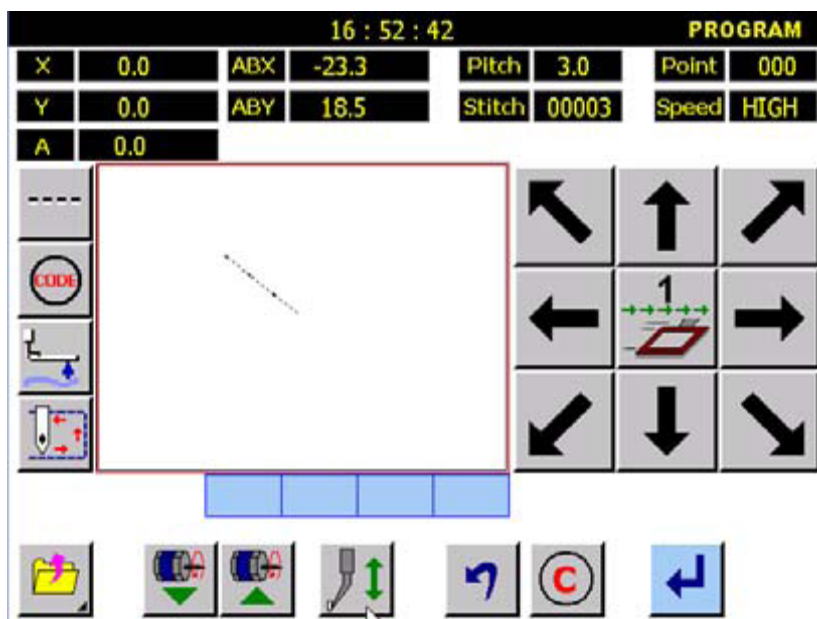 16 : 52 : 42 PROGRAM
X 0.0 ABX -23.3 Pitch 3.0 Point 000
Y 0.0 ABY 18.5 Stitch 00003 Speed HIGH
A 0.0
CODE
1
C